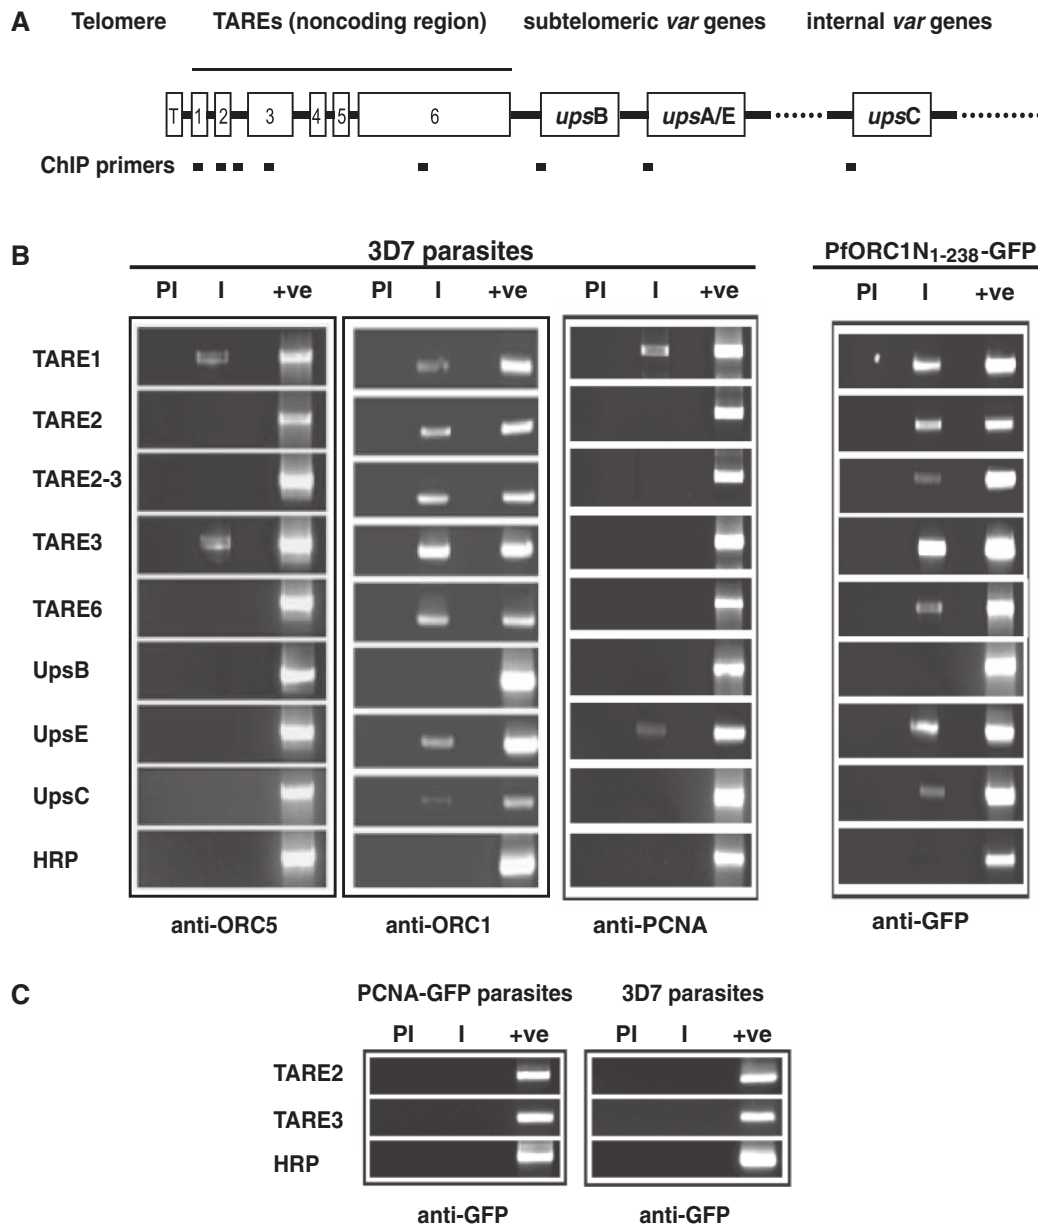 A
Telomere TAREs (noncoding region) subtelomeric var genes internal var genes
T 1 2 3 4 5 6 upsB upsA/E upsC
ChIP primers
B
3D7 parasites PfORC1N1-238-GFP
PI I +ve PI I +ve PI I +ve PI I +ve
TARE1
TARE2
TARE2-3
TARE3
TARE6
UpsB
UpsE
UpsC
HRP
anti-ORC5 anti-ORC1 anti-PCNA anti-GFP
C
PCNA-GFP parasites 3D7 parasites
PI I +ve PI I +ve
TARE2
TARE3
HRP
anti-GFP anti-GFP